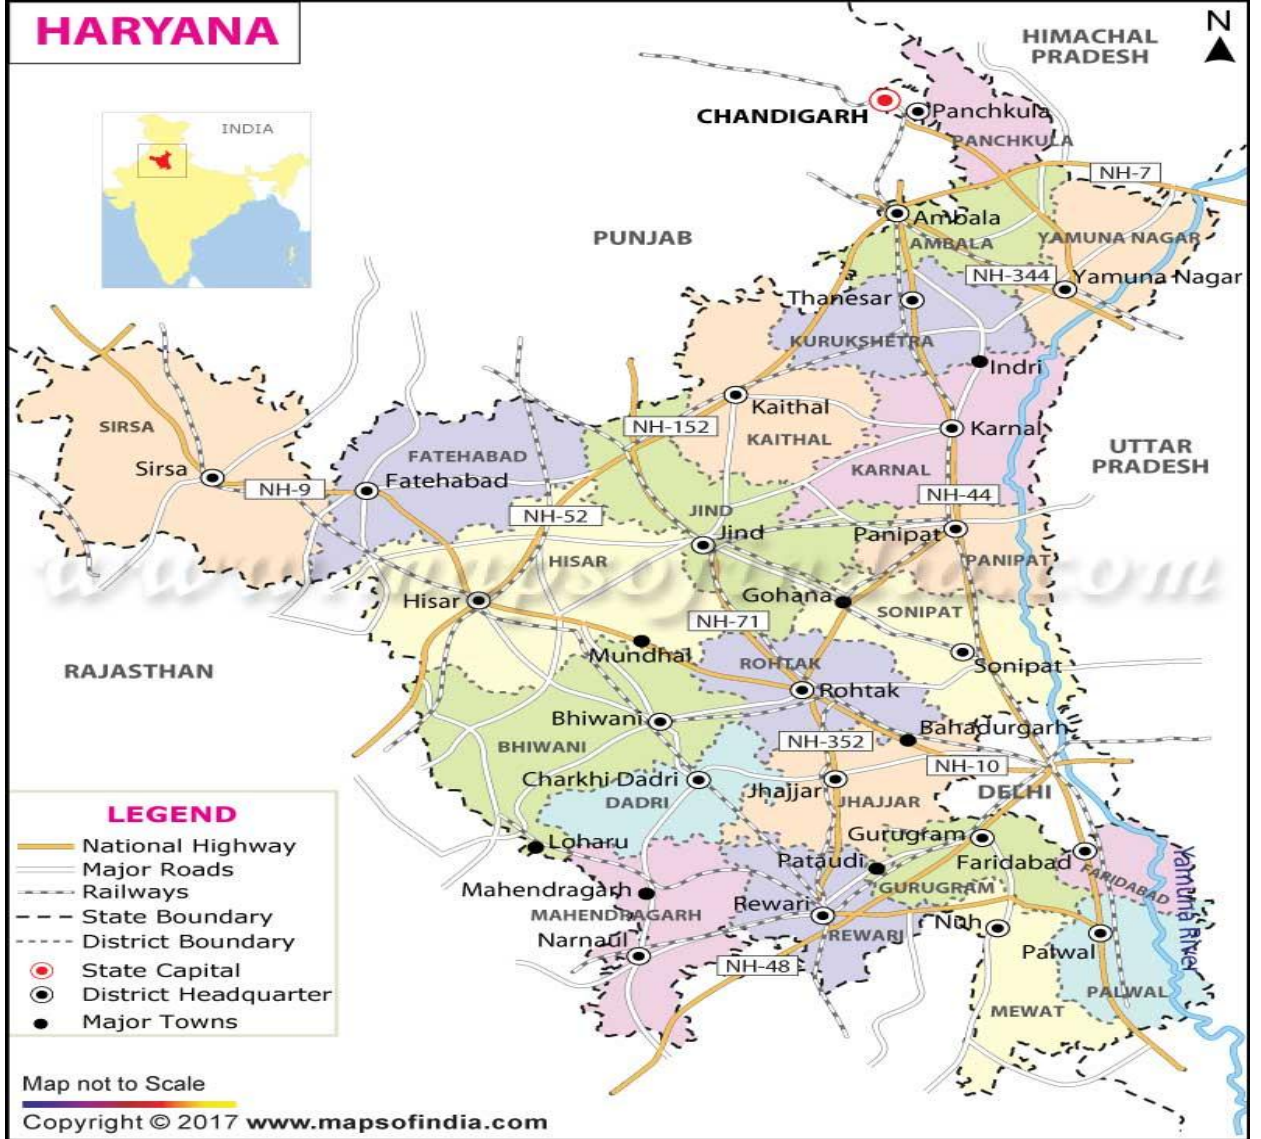 HARYANA
N
HIMACHAL
PRADESH
INDIA
CHANDIGARH
Panchkula
PANCHKULA
NH-7
Ambala
PUNJAB
AMBALA
YAMUNA NAGAR
NH-344
Yamuna Nagar
Thanesar
KURUKSHETRA
Indri
Kaithal
SIRSA
NH-152
KAITHAL
Karnal
UTTAR
PRADESH
FATEHABAD
Sirsa
KARNAL
NH-9
Fatehabad
NH-44
NH-52
JIND
Jind
Panipat
HISAR
PANIPAT
www.mapsofindia.com
Hisar
Gohana
SONIPAT
NH-71
Mundhal
ROHTAK
Sonipat
RAJASTHAN
Rohtak
Bhiwani
Bahadurgarh
BHIWANI
NH-352
NH-10
Charkhi Dadri
DADRI
Jhajjar
JHAJJAR
DELHI
LEGEND
National Highway
Major Roads
Railways
State Boundary
District Boundary
State Capital
District Headquarter
Major Towns
Loharu
Gurugram
Pataudi
Faridabad
FARIDABAD
Yamuna River
Mahendragarh
GURUGRAM
MAHENDRAGARH
Rewari
REWARI
Nuh
Narnaul
Palwal
NH-48
PALWAL
MEWAT
Map not to Scale
Copyright © 2017 www.mapsofindia.com